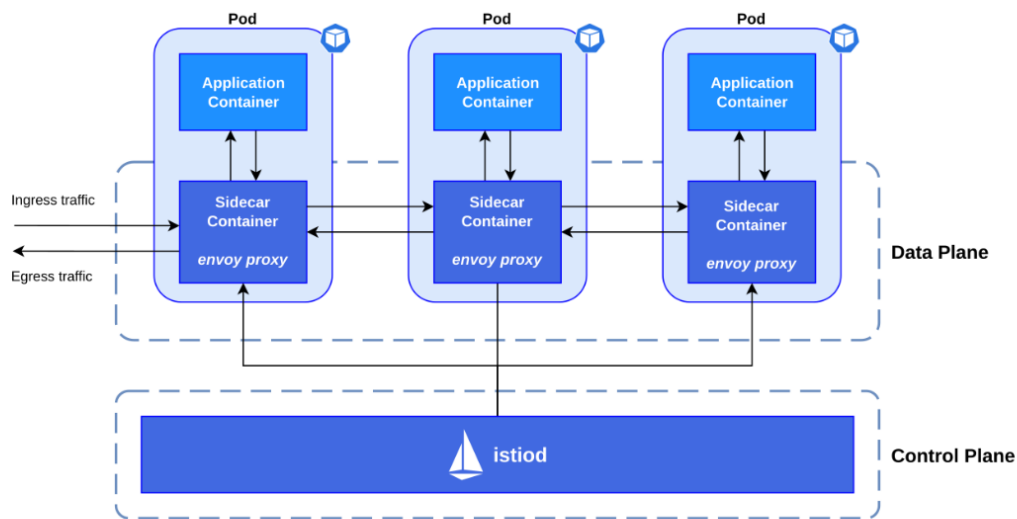 Pod
Pod
Pod
Application
Container
Application
Container
Application
Container
Ingress traffic
Egress traffic
Sidecar
Container
envoy proxy
Sidecar
Container
envoy proxy
Sidecar
Container
envoy proxy
Data Plane
istiod
Control Plane